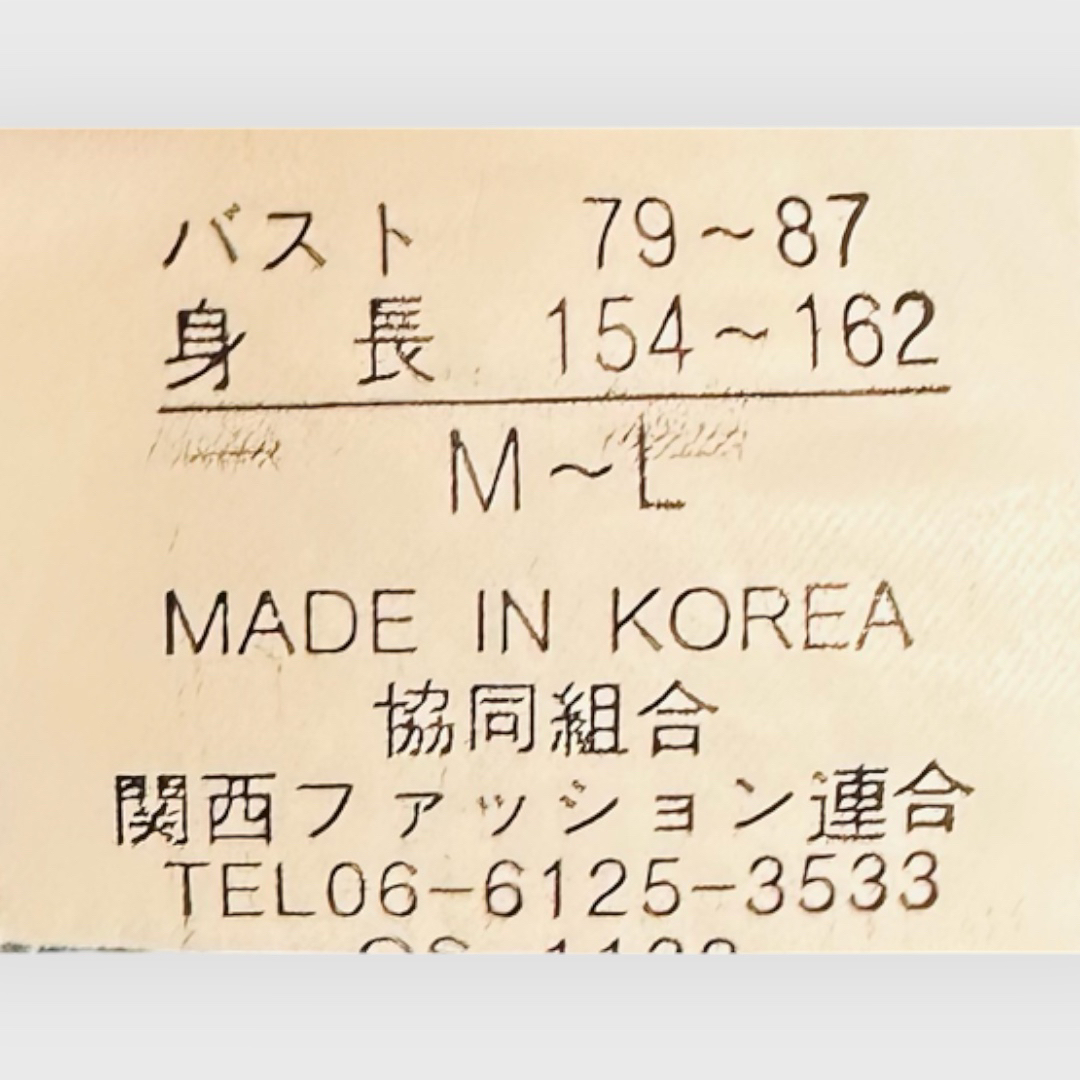 バスト 79~87
身 長 154~162
M~L
MADE IN KOREA
協同組合
関西ファッション連合
TEL06-6125-3533